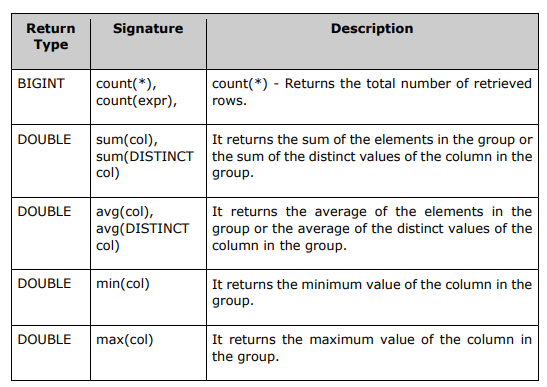 Return Type
Signature
Description
BIGINT
count(*),
count(expr),
count(*) - Returns the total number of retrieved
rows.
DOUBLE
sum(col),
sum(DISTINCT
col)
It returns the sum of the elements in the group or
the sum of the distinct values of the column in the
group.
DOUBLE
avg(col),
avg(DISTINCT
col)
It returns the average of the elements in the
group or the average of the distinct values of the
column in the group.
DOUBLE
min(col)
It returns the minimum value of the column in the
group.
DOUBLE
max(col)
It returns the maximum value of the column in
the group.